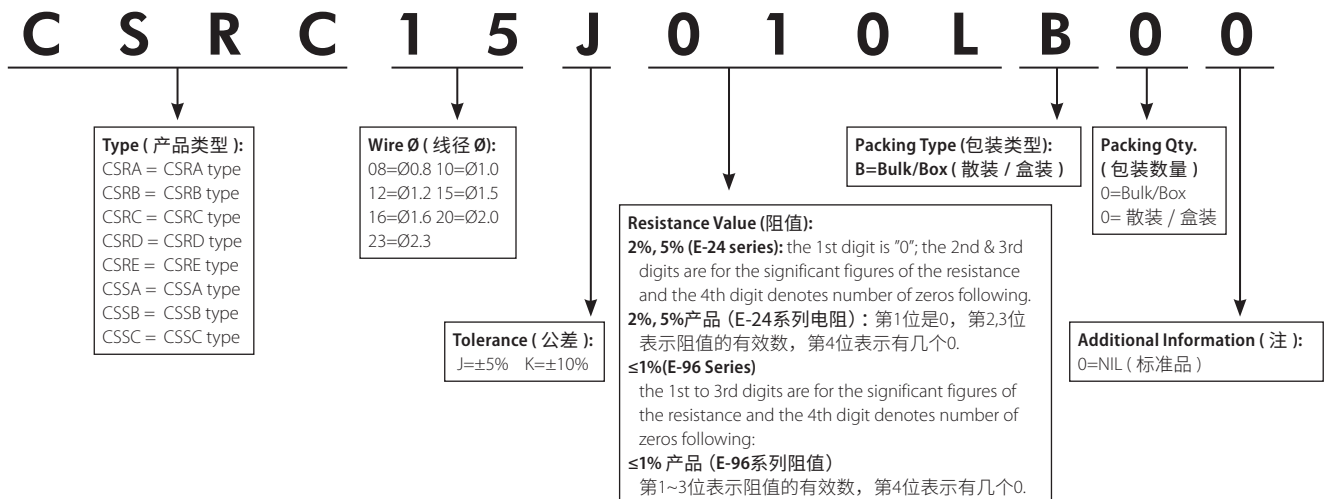 C S R C 1 5 J 0 1 0 L B 0 0
Type ( 产品类型 ):
CSRA = CSRA type
CSRB = CSRB type
CSRC = CSRC type
CSRD = CSRD type
CSRE = CSRE type
CSSA = CSSA type
CSSB = CSSB type
CSSC = CSSC type
Wire Ø ( 线径 Ø):
08=Ø0.8 10=Ø1.0
12=Ø1.2 15=Ø1.5
16=Ø1.6 20=Ø2.0
23=Ø2.3
Tolerance ( 公差 ):
J=±5% K=±10%
Resistance Value (阻值):
2%, 5% (E-24 series): the 1st digit is "0"; the 2nd & 3rd
digits are for the significant figures of the resistance
and the 4th digit denotes number of zeros following.
2%, 5%产品（E-24系列电阻）：第1位是0，第2,3位
表示阻值的有效数，第4位表示有几个0.
≤1%(E-96 Series)
the 1st to 3rd digits are for the significant figures of
the resistance and the 4th digit denotes number of
zeros following:
≤1% 产品（E-96系列阻值）
第1~3位表示阻值的有效数，第4位表示有几个0.
Packing Type (包装类型):
B=Bulk/Box ( 散装 / 盒装 )
Packing Qty.
( 包装数量 )
0=Bulk/Box
0= 散装 / 盒装
Additional Information ( 注 ):
0=NIL ( 标准品 )